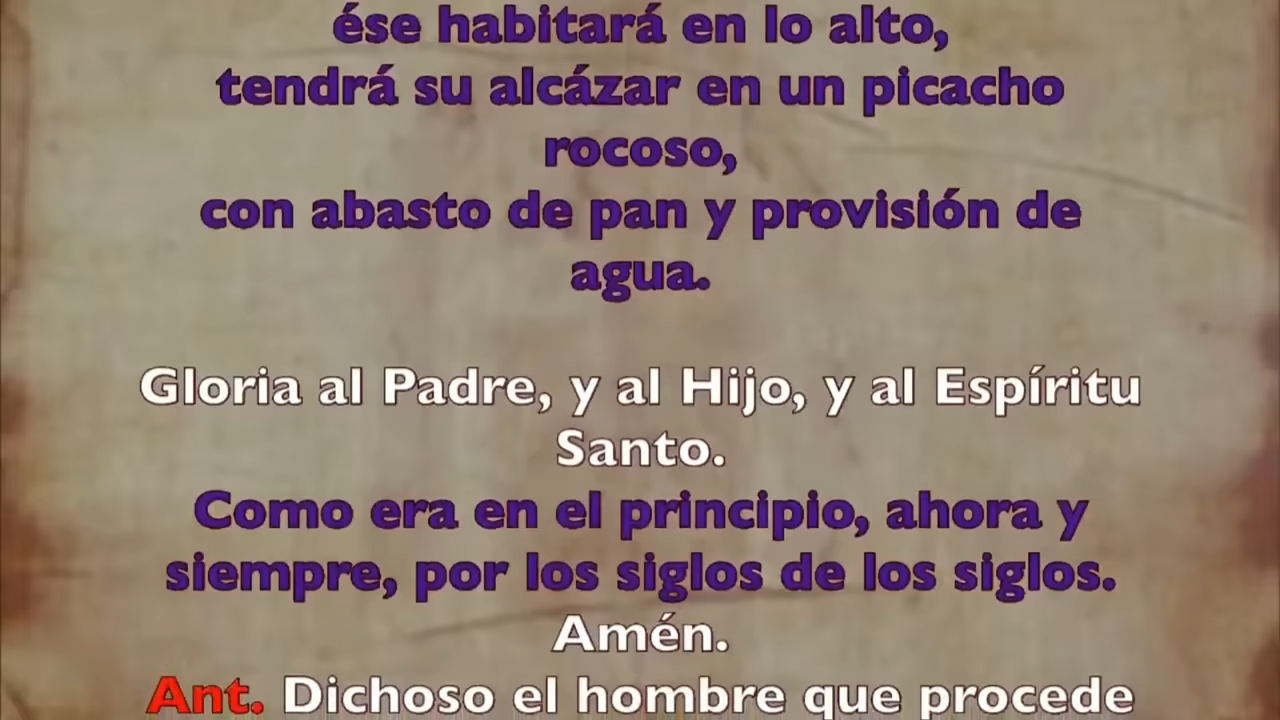 ése habitará en lo alto,
tendrá su alcázar en un picacho
rocoso,
con abasto de pan y provisión de
agua.
Gloria al Padre, y al Hijo, y al Espíritu
Santo.
Como era en el principio, ahora y
siempre, por los siglos de los siglos.
Amén.
Ant. Dichoso el hombre que procede